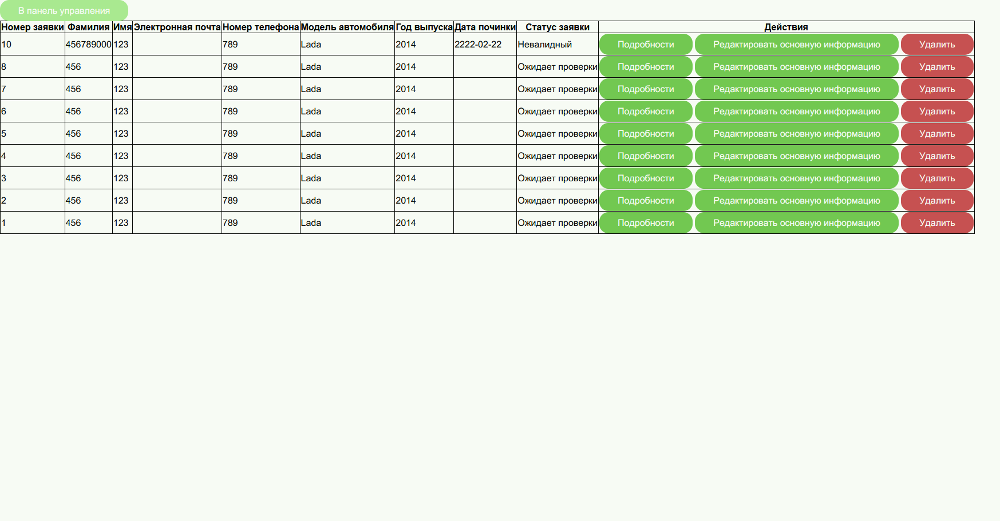 В панель управления
Номер заявки Фамилия Имя Электронная почта Номер телефона Модель автомобиля Год выпуска Дата починки Статус заявки Действия
10 456789000 123 789 Lada 2014 2222-02-22 Невалидный Подробности Редактировать основную информацию Удалить
8 456 123 789 Lada 2014 Ожидает проверки Подробности Редактировать основную информацию Удалить
7 456 123 789 Lada 2014 Ожидает проверки Подробности Редактировать основную информацию Удалить
6 456 123 789 Lada 2014 Ожидает проверки Подробности Редактировать основную информацию Удалить
5 456 123 789 Lada 2014 Ожидает проверки Подробности Редактировать основную информацию Удалить
4 456 123 789 Lada 2014 Ожидает проверки Подробности Редактировать основную информацию Удалить
3 456 123 789 Lada 2014 Ожидает проверки Подробности Редактировать основную информацию Удалить
2 456 123 789 Lada 2014 Ожидает проверки Подробности Редактировать основную информацию Удалить
1 456 123 789 Lada 2014 Ожидает проверки Подробности Редактировать основную информацию Удалить